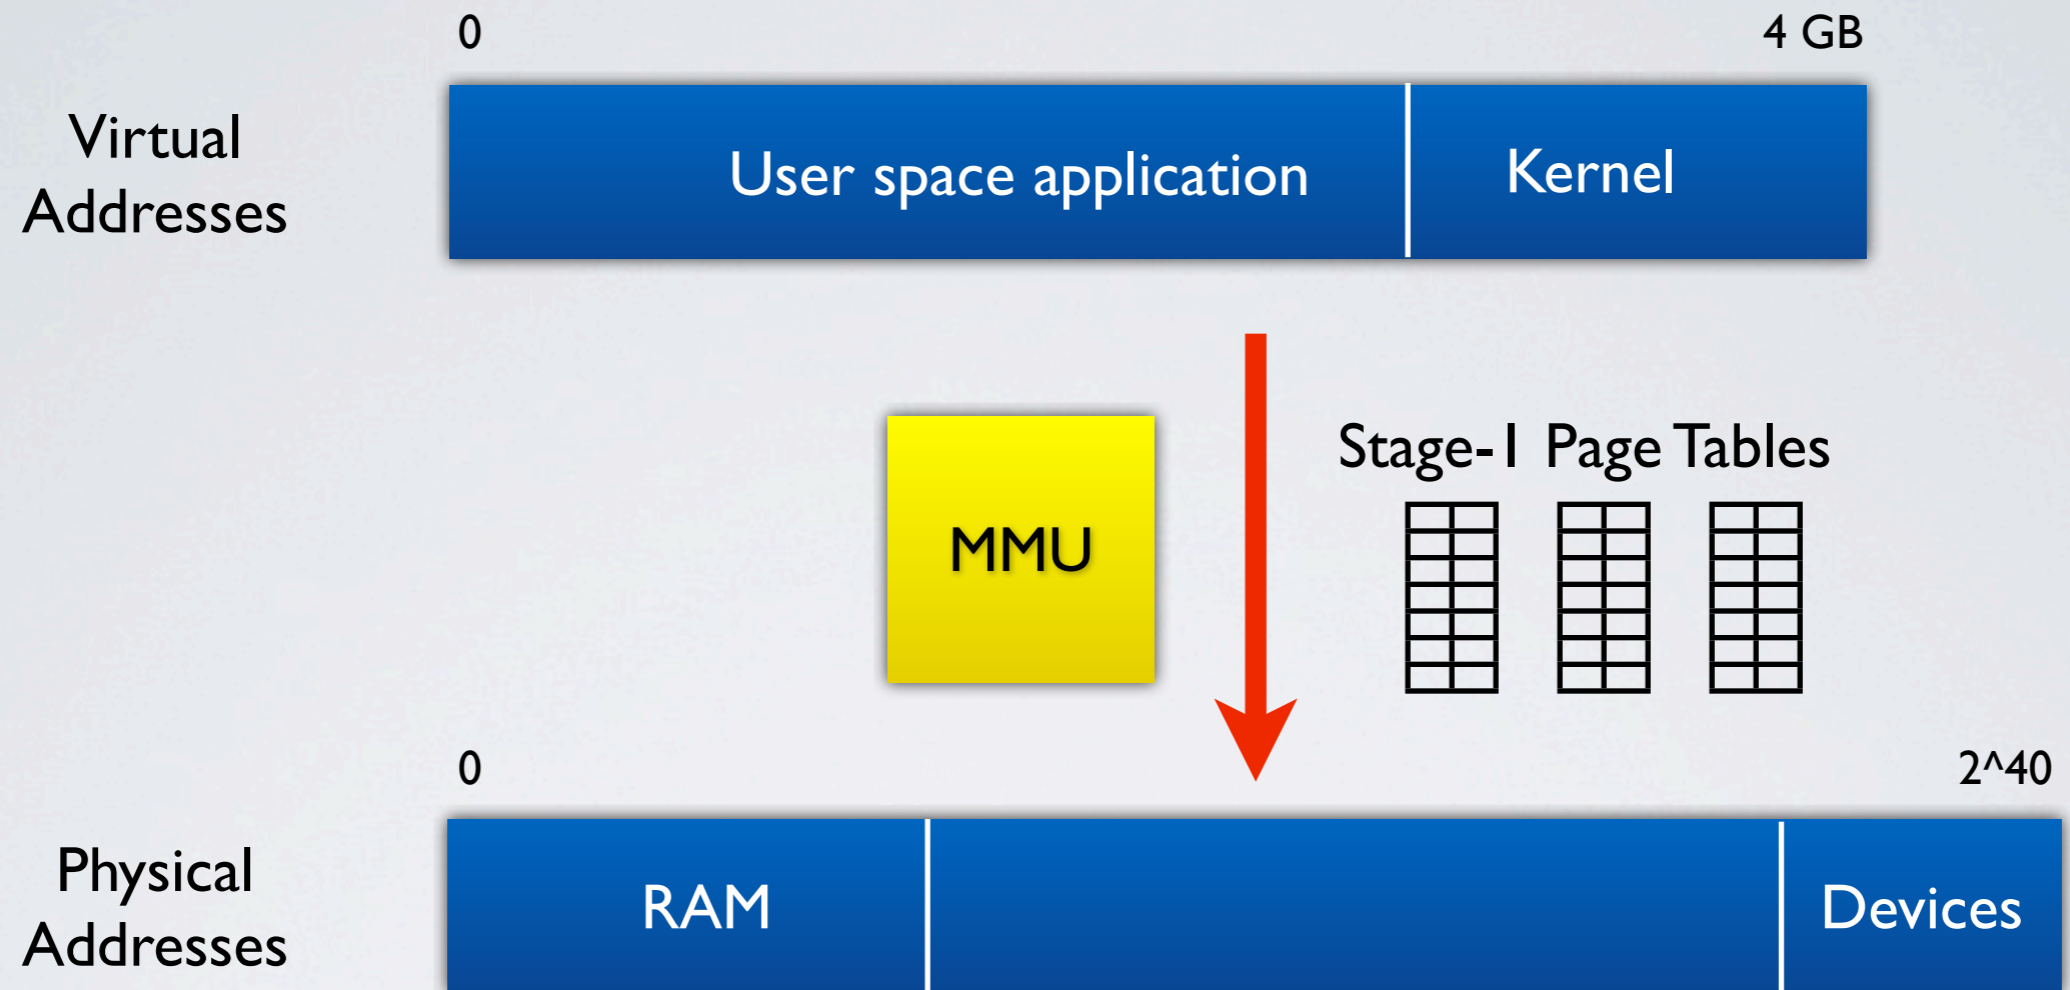 0
4 GB
Virtual
Addresses
User space application
Kernel
MMU
Stage-1 Page Tables
0
2^40
Physical
Addresses
RAM
Devices